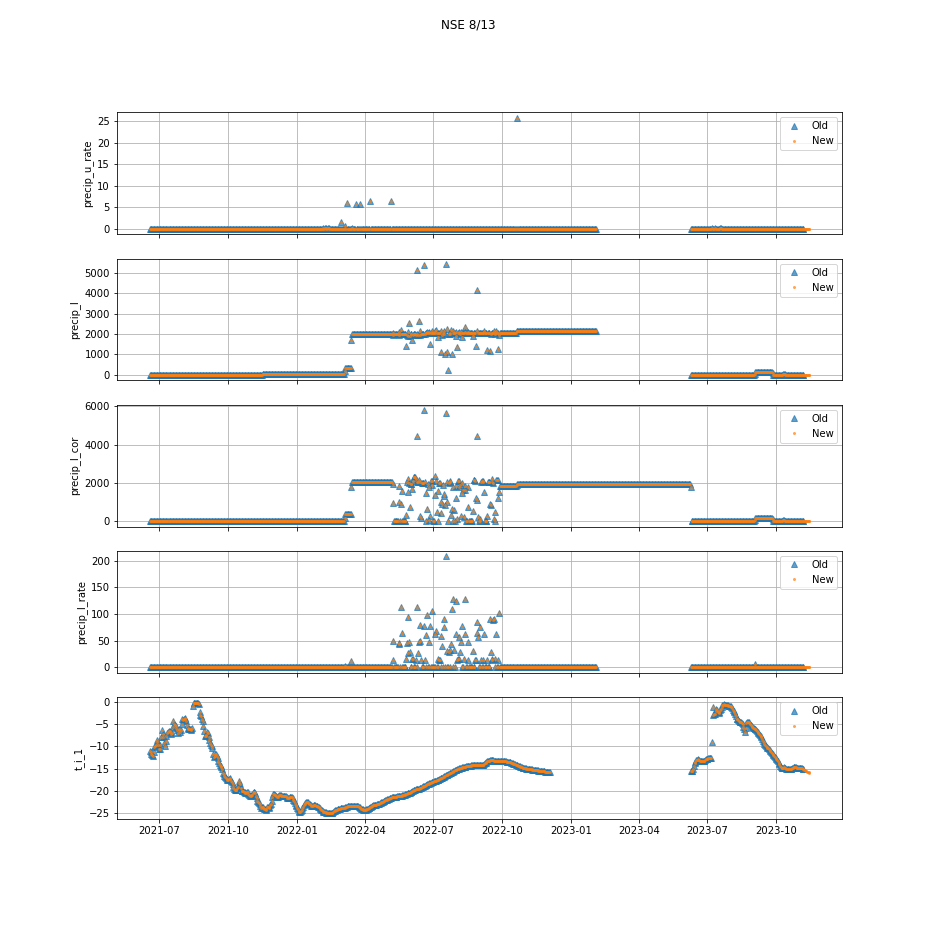 NSE 8/13
precip_u_rate
25
20
15
10
5
0
Old
New
precip_l
5000
4000
3000
2000
1000
0
Old
New
precip_l_cor
6000
4000
2000
0
Old
New
precip_l_rate
200
150
100
50
0
Old
New
t_i_1
0
−5
−10
−15
−20
−25
Old
New
2021-07 2021-10 2022-01 2022-04 2022-07 2022-10 2023-01 2023-04 2023-07 2023-10